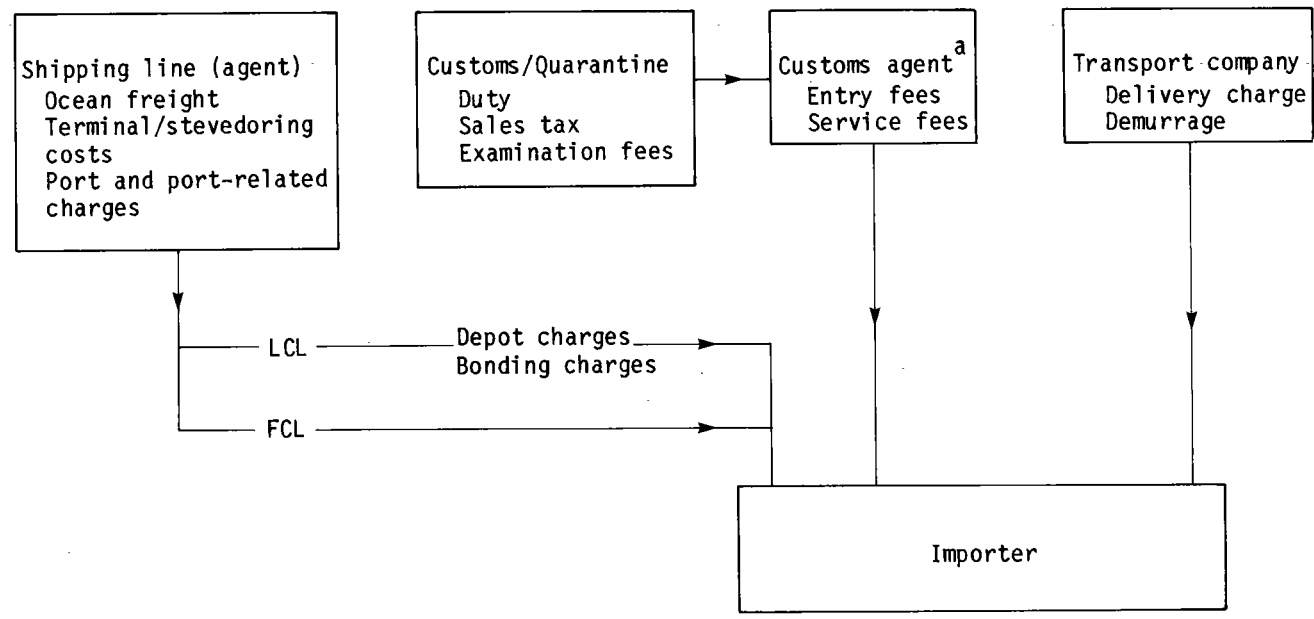 Shipping line (agent)
Ocean freight
Terminal/stevedoring
costs
Port and port-related
charges
Customs/Quarantine
Duty
Sales tax
Examination fees
Customs agent a
Entry fees
Service fees
Transport company
Delivery charge
Demurrage
LCL
Depot charges
Bonding charges
FCL
Importer